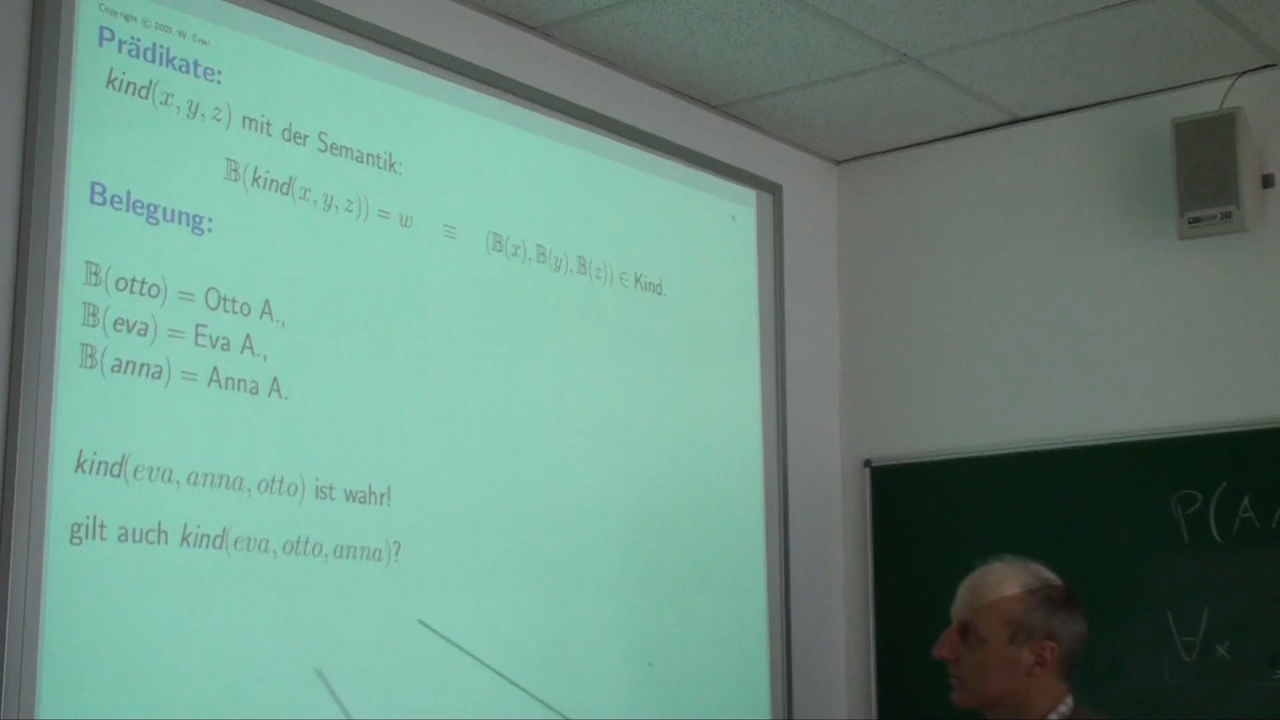 Copyright © 2009, W. Ertel
Prädikate:
kind(x, y, z) mit der Semantik:
𝔹(kind(x, y, z)) = w ≡ (𝔹(x), 𝔹(y), 𝔹(z)) ∈ Kind.
Belegung:
𝔹(otto) = Otto A.,
𝔹(eva) = Eva A.,
𝔹(anna) = Anna A.
kind(eva, anna, otto) ist wahr!
gilt auch kind(eva, otto, anna)?
P(A
∀x